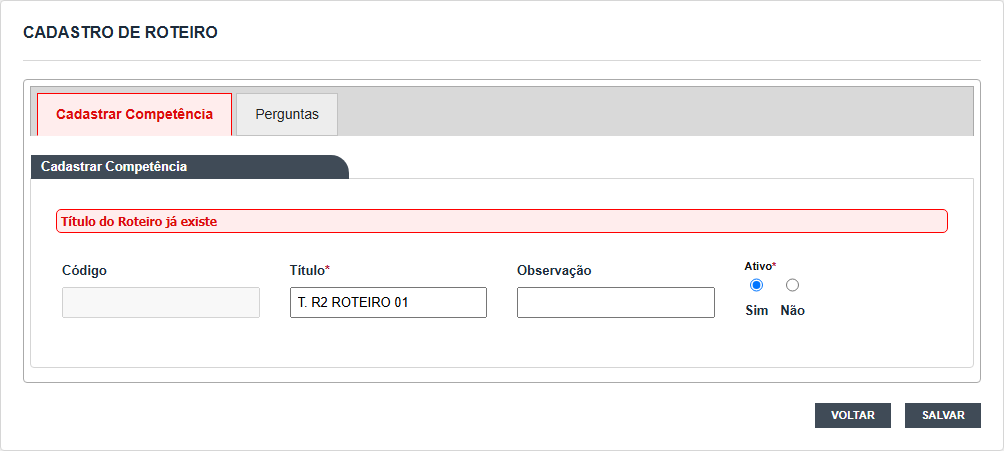 CADASTRO DE ROTEIRO
Cadastrar Competência Perguntas
Cadastrar Competência
Título do Roteiro já existe
Código Título* Observação Ativo*
T. R2 ROTEIRO 01
Sim Não
VOLTAR SALVAR